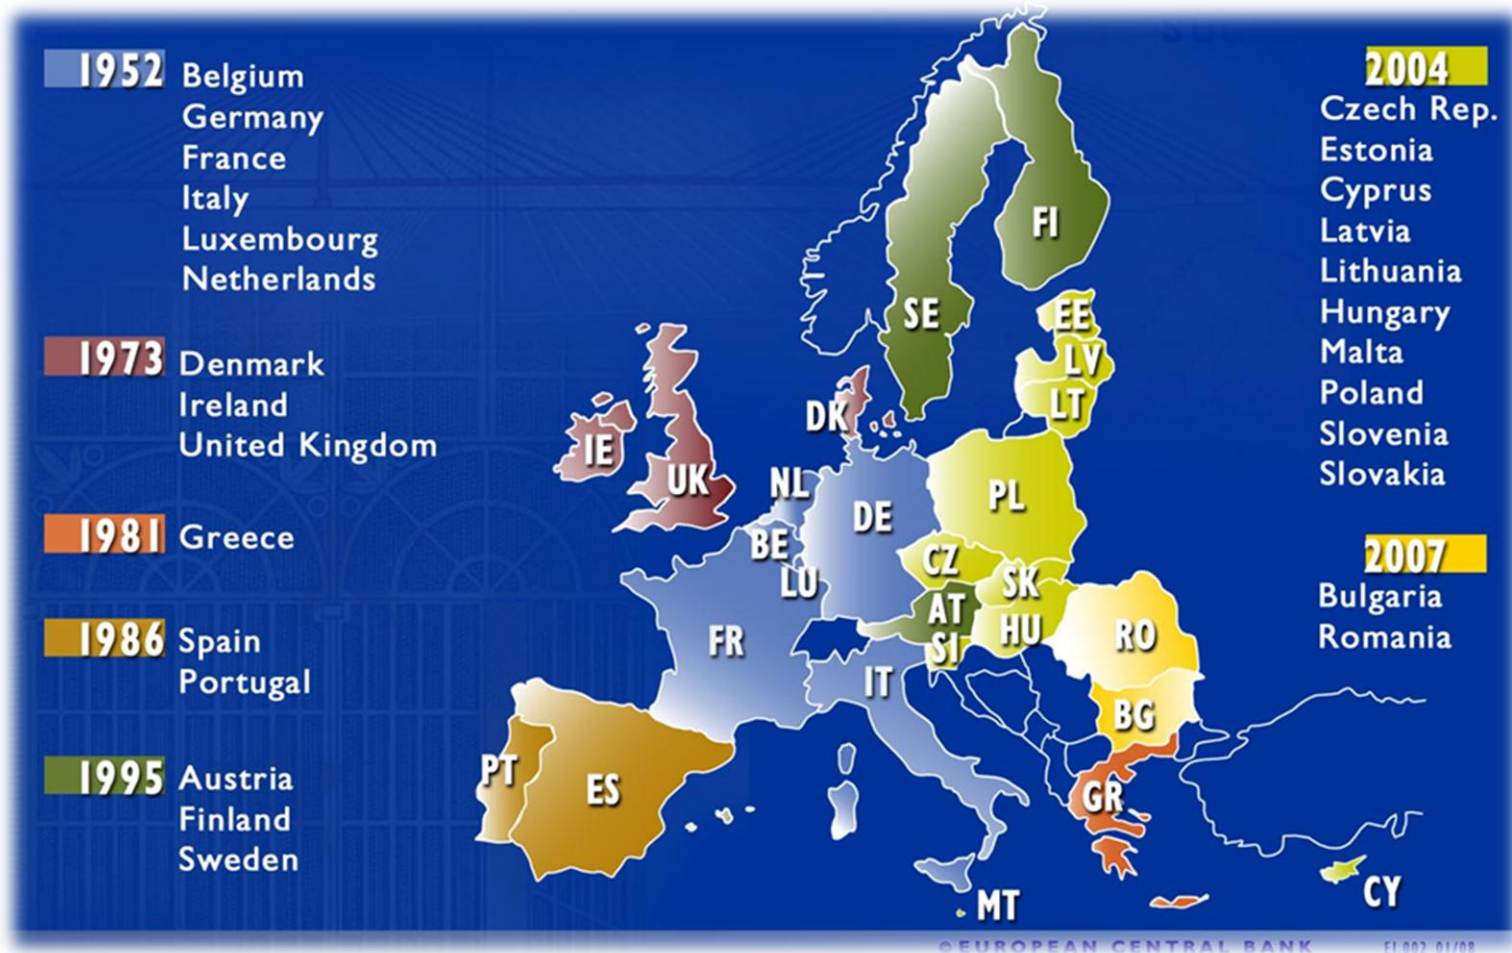 1952 Belgium
Germany
France
Italy
Luxembourg
Netherlands
1973 Denmark
Ireland
United Kingdom
1981 Greece
1986 Spain
Portugal
1995 Austria
Finland
Sweden
2004
Czech Rep.
Estonia
Cyprus
Latvia
Lithuania
Hungary
Malta
Poland
Slovenia
Slovakia
2007
Bulgaria
Romania
FI
SE
EE
LV
LT
DK
IE
UK
NL
DE
PL
BE
LU
CZ
SK
AT
HU
SI
FR
IT
RO
BG
PT
ES
GR
MT
CY
© EUROPEAN CENTRAL BANK